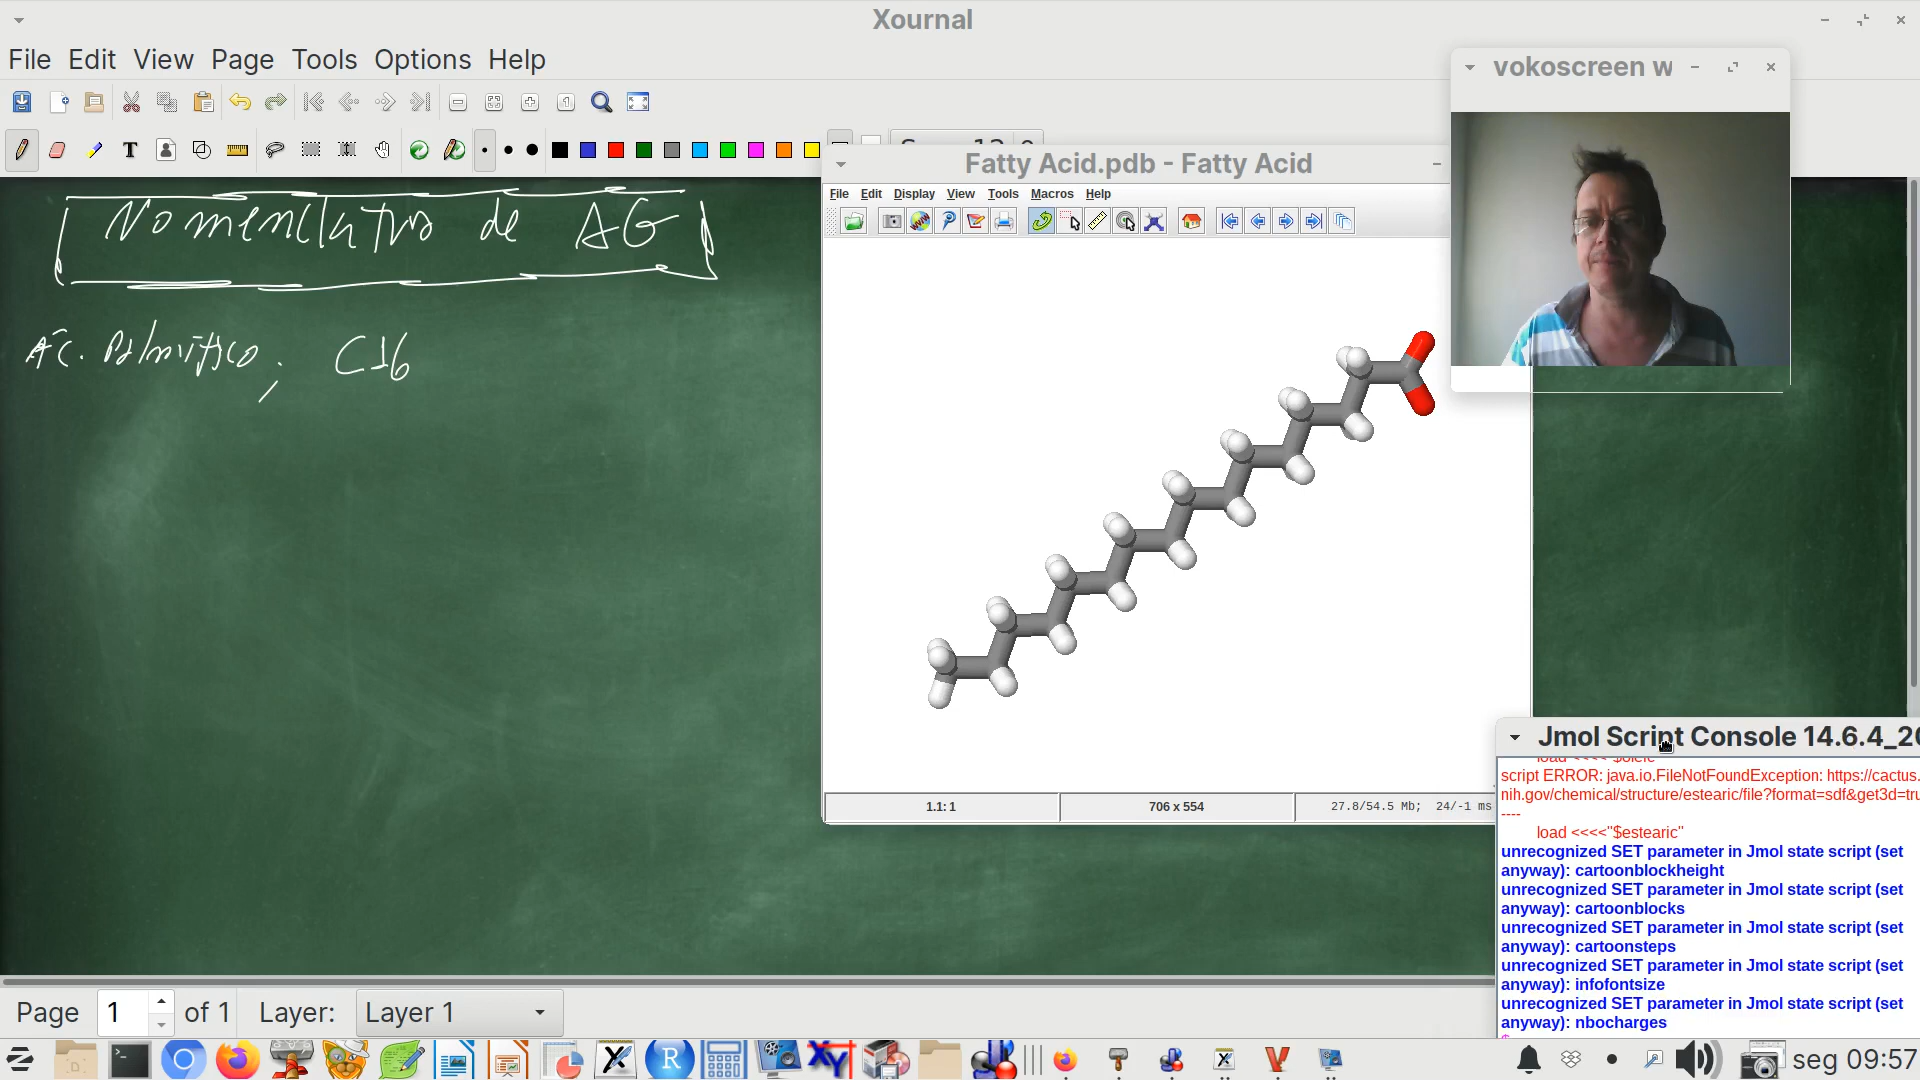 Xournal
File Edit View Page Tools Options Help
Nomenclatura de AG
Ác. Palmítico; C16
Page 1 of 1 Layer: Layer 1
Fatty Acid.pdb - Fatty Acid
File Edit Display View Tools Macros Help
1.1: 1 706 x 554 27.8/54.5 Mb; 24/-1 ms
vokoscreen w
Jmol Script Console 14.6.4_20
script ERROR: java.io.FileNotFoundException: https://cactus.
nih.gov/chemical/structure/estearic/file?format=sdf&get3d=tru
----
load <<<<"$estearic"
unrecognized SET parameter in Jmol state script (set
anyway): cartoonblockheight
unrecognized SET parameter in Jmol state script (set
anyway): cartoonblocks
unrecognized SET parameter in Jmol state script (set
anyway): cartoonsteps
unrecognized SET parameter in Jmol state script (set
anyway): infofontsize
unrecognized SET parameter in Jmol state script (set
anyway): nbocharges
seg 09:57